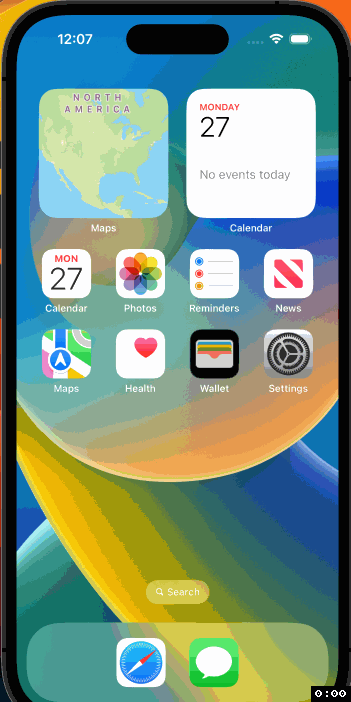 12:07
NORTH
AMERICA
MONDAY
27
No events today
Maps
Calendar
MON
27
Calendar
Photos
Reminders
News
Maps
Health
Wallet
Settings
Search
0:00